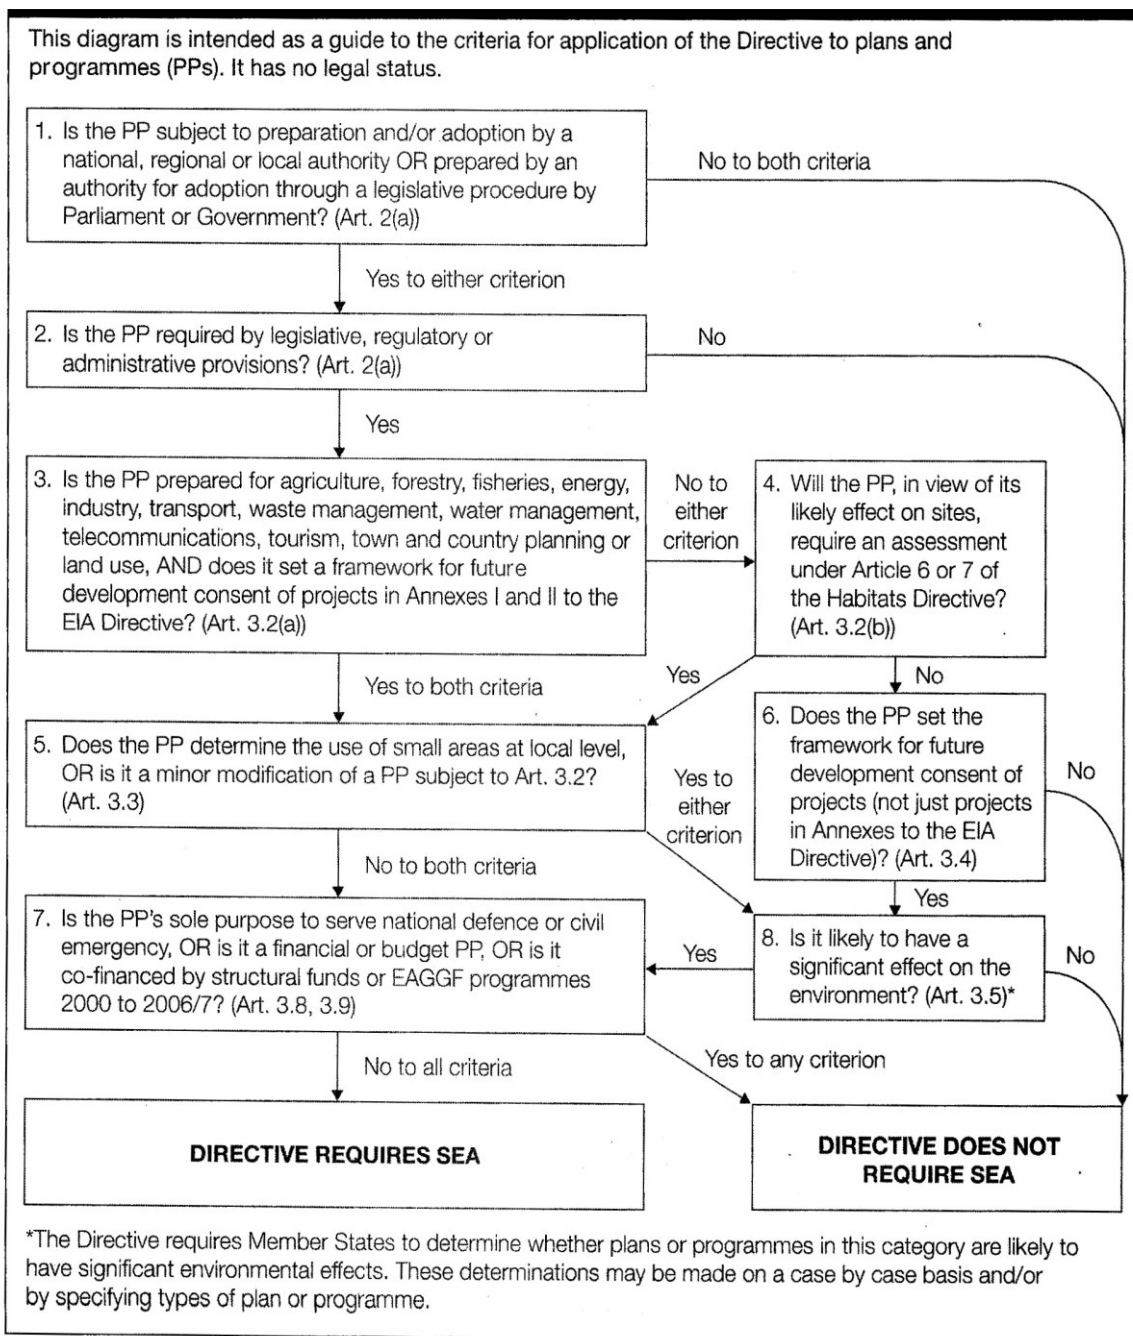 This diagram is intended as a guide to the criteria for application of the Directive to plans and
programmes (PPs). It has no legal status.
1. Is the PP subject to preparation and/or adoption by a
national, regional or local authority OR prepared by an
authority for adoption through a legislative procedure by
Parliament or Government? (Art. 2(a))
No to both criteria
Yes to either criterion
2. Is the PP required by legislative, regulatory or
administrative provisions? (Art. 2(a))
No
Yes
3. Is the PP prepared for agriculture, forestry, fisheries, energy,
industry, transport, waste management, water management,
telecommunications, tourism, town and country planning or
land use, AND does it set a framework for future
development consent of projects in Annexes I and II to the
EIA Directive? (Art. 3.2(a))
No to
either
criterion
4. Will the PP, in view of its
likely effect on sites,
require an assessment
under Article 6 or 7 of
the Habitats Directive?
(Art. 3.2(b))
Yes to both criteria
Yes
No
5. Does the PP determine the use of small areas at local level,
OR is it a minor modification of a PP subject to Art. 3.2?
(Art. 3.3)
Yes to
either
criterion
6. Does the PP set the
framework for future
development consent of
projects (not just projects
in Annexes to the EIA
Directive)? (Art. 3.4)
No
No to both criteria
Yes
7. Is the PP's sole purpose to serve national defence or civil
emergency, OR is it a financial or budget PP, OR is it
co-financed by structural funds or EAGGF programmes
2000 to 2006/7? (Art. 3.8, 3.9)
Yes
8. Is it likely to have a
significant effect on the
environment? (Art. 3.5)*
No
No to all criteria
Yes to any criterion
DIRECTIVE REQUIRES SEA
DIRECTIVE DOES NOT
REQUIRE SEA
*The Directive requires Member States to determine whether plans or programmes in this category are likely to
have significant environmental effects. These determinations may be made on a case by case basis and/or
by specifying types of plan or programme.